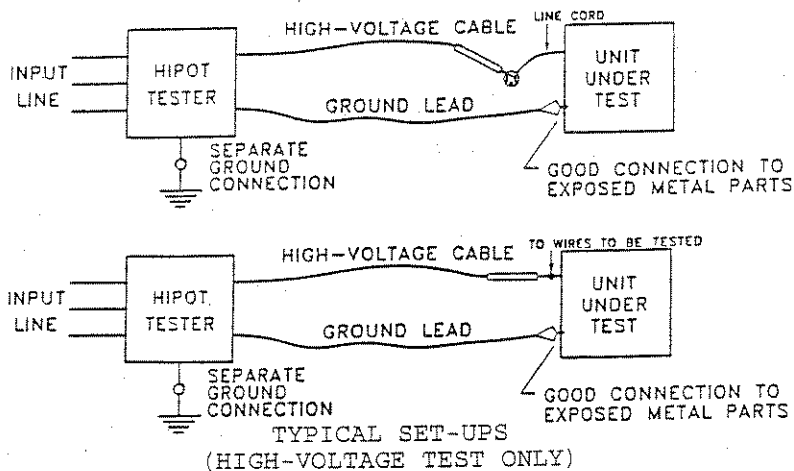 HIGH-VOLTAGE CABLE
LINE CORD
INPUT
LINE
HIPOT
TESTER
UNIT
UNDER
TEST
GROUND LEAD
SEPARATE
GROUND
CONNECTION
GOOD CONNECTION TO
EXPOSED METAL PARTS
HIGH-VOLTAGE CABLE
TO WIRES TO BE TESTED
INPUT
LINE
HIPOT
TESTER
UNIT
UNDER
TEST
GROUND LEAD
SEPARATE
GROUND
CONNECTION
GOOD CONNECTION TO
EXPOSED METAL PARTS
TYPICAL SET-UPS
(HIGH-VOLTAGE TEST ONLY)